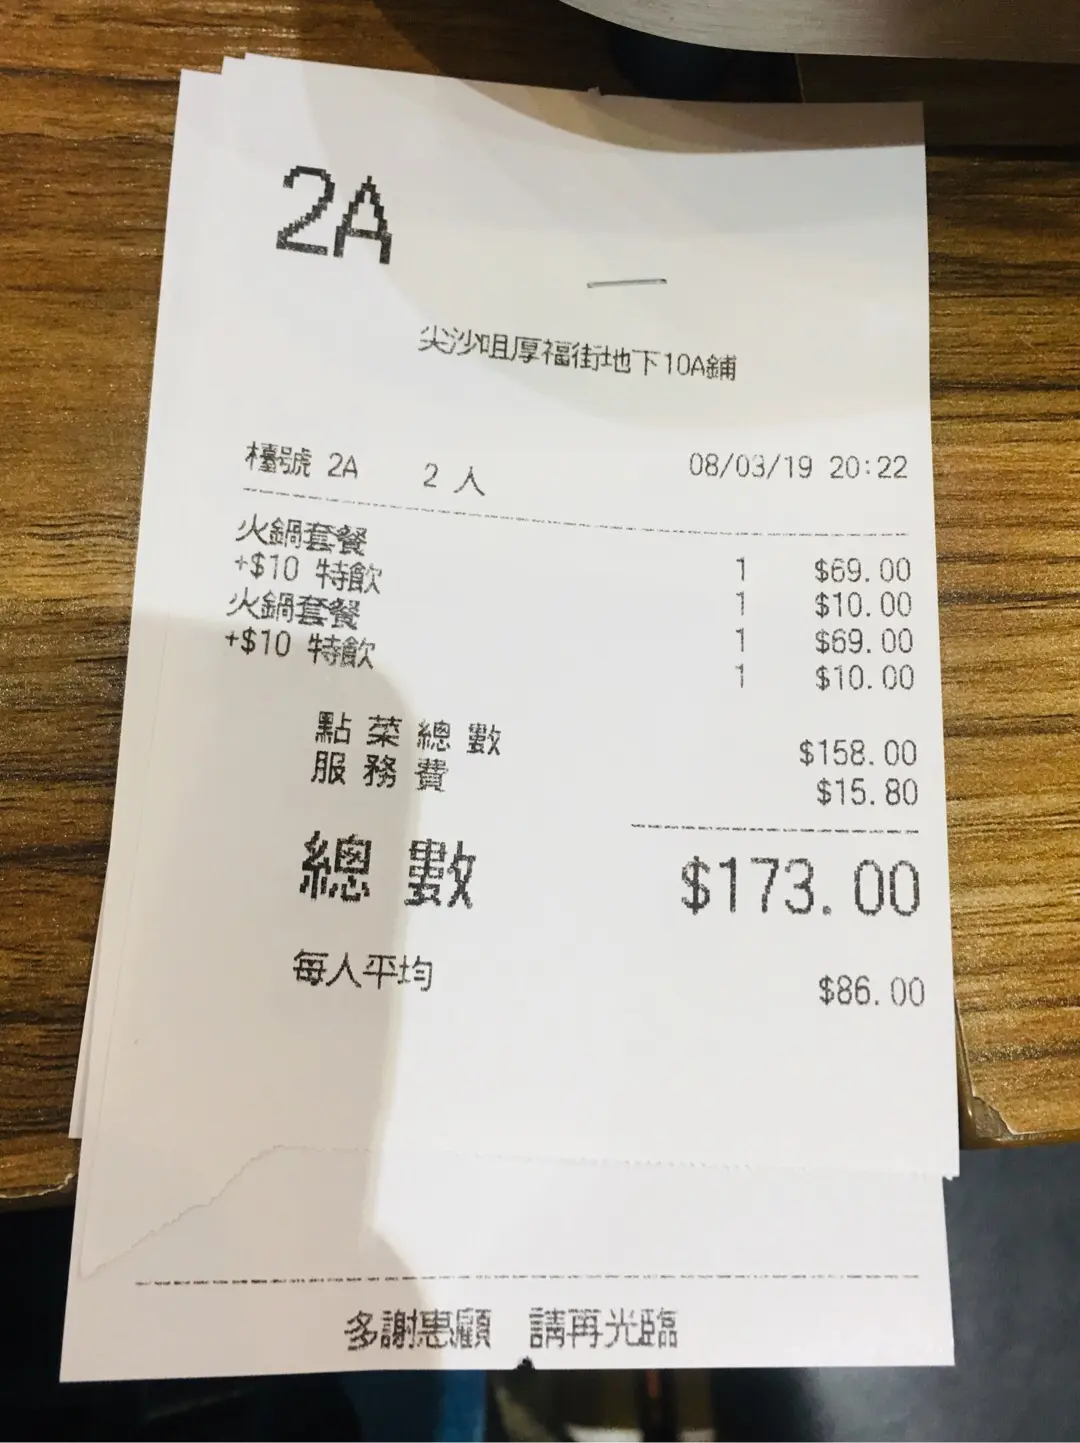 2A
尖沙咀厚福街地下10A鋪
檯號 2A 2 人 08/03/19 20:22
火鍋套餐 1 $69.00
+$10 特飲 1 $10.00
火鍋套餐 1 $69.00
+$10 特飲 1 $10.00
點菜總數 $158.00
服務費 $15.80
總數 $173.00
每人平均 $86.00
多謝惠顧 請再光臨